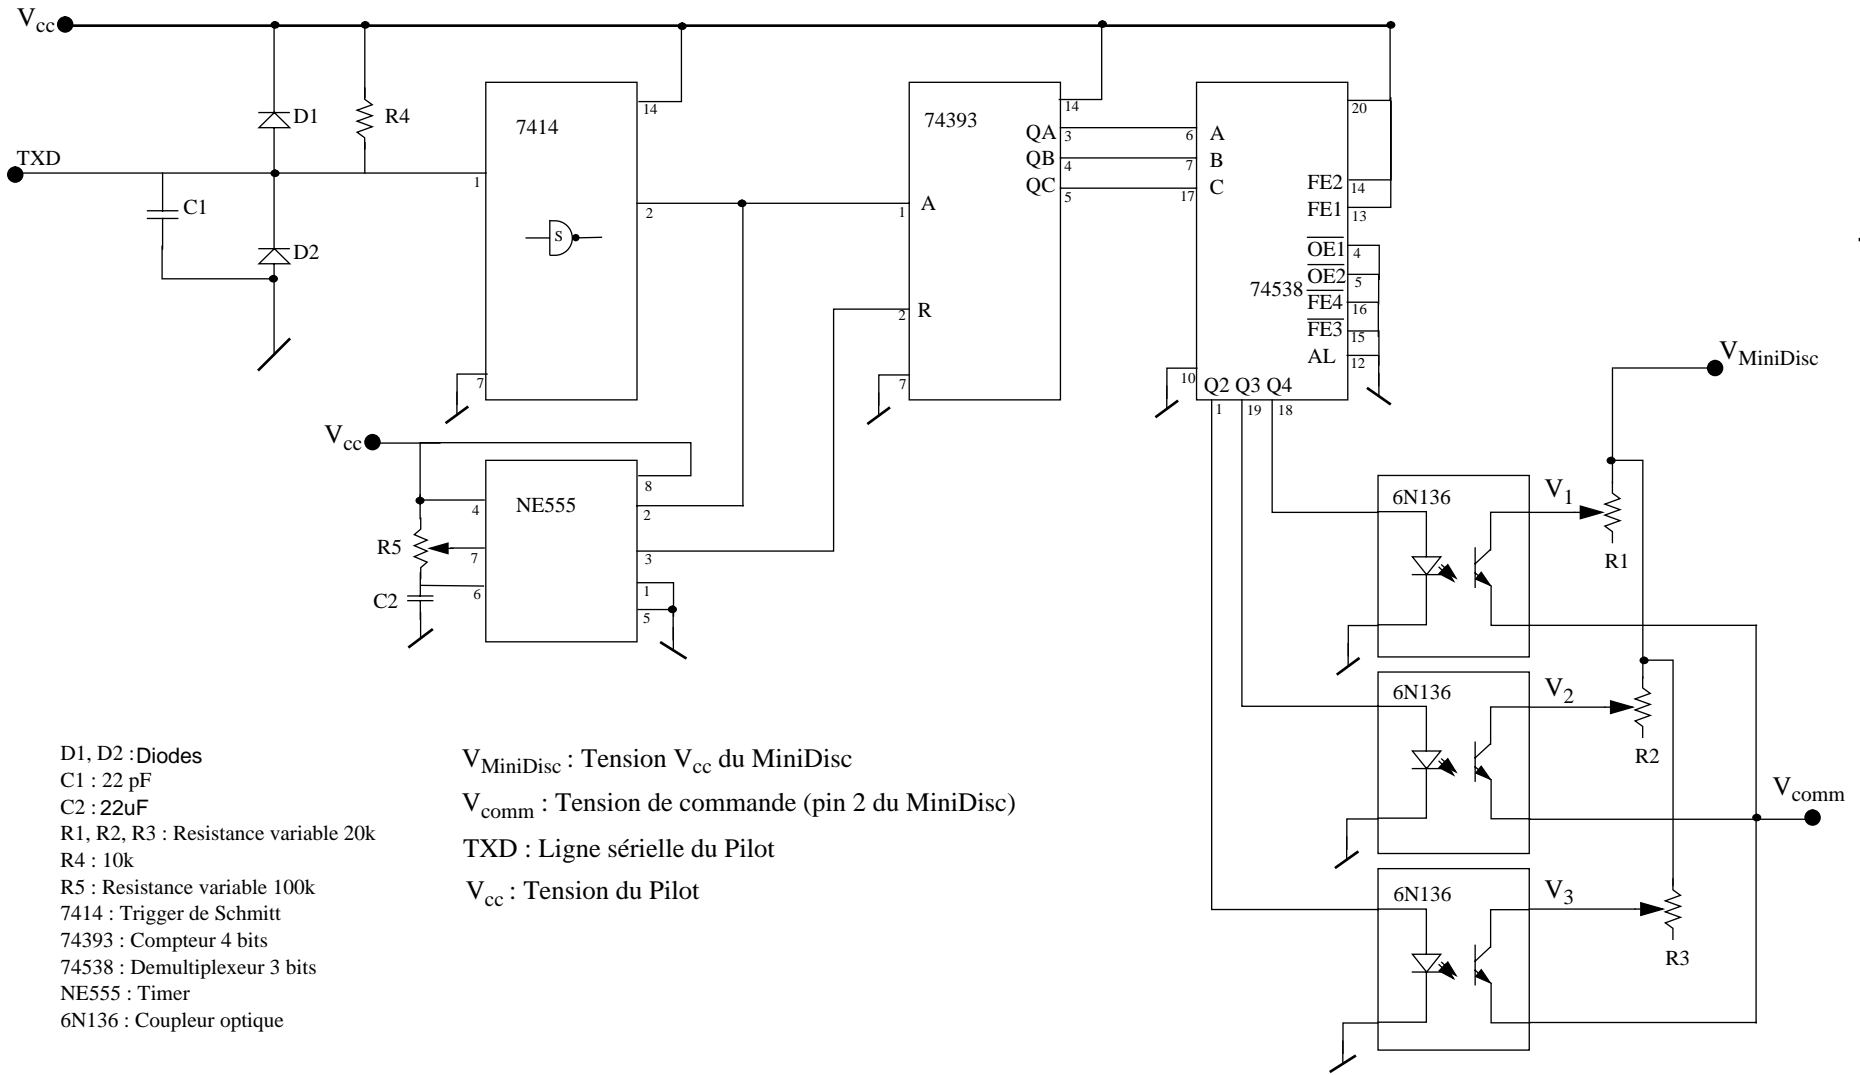 Vcc
D1
R4
TXD
C1
D2
7414
14
1
2
S
7
74393
14
QA
3
QB
4
QC
5
1
A
2
R
7
20
6
A
7
B
17
C
FE2
14
FE1
13
OE1
4
OE2
5
74538
FE4
16
FE3
15
AL
12
10
Q2 Q3 Q4
1
19
18
VMiniDisc
Vcc
NE555
8
4
2
R5
7
3
C2
6
1
5
6N136
V1
R1
6N136
V2
R2
Vcomm
6N136
V3
R3
D1, D2 : Diodes
C1 : 22 pF
C2 : 22uF
R1, R2, R3 : Resistance variable 20k
R4 : 10k
R5 : Resistance variable 100k
7414 : Trigger de Schmitt
74393 : Compteur 4 bits
74538 : Demultiplexeur 3 bits
NE555 : Timer
6N136 : Coupleur optique
VMiniDisc : Tension Vcc du MiniDisc
Vcomm : Tension de commande (pin 2 du MiniDisc)
TXD : Ligne sérielle du Pilot
Vcc : Tension du Pilot